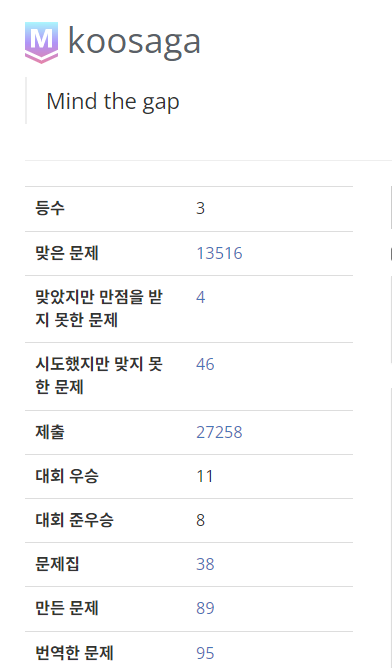 M koosaga
Mind the gap
등수 3
맞은 문제 13516
맞았지만 만점을 받 4
지 못한 문제
시도했지만 맞지 못 46
한 문제
제출 27258
대회 우승 11
대회 준우승 8
문제집 38
만든 문제 89
번역한 문제 95